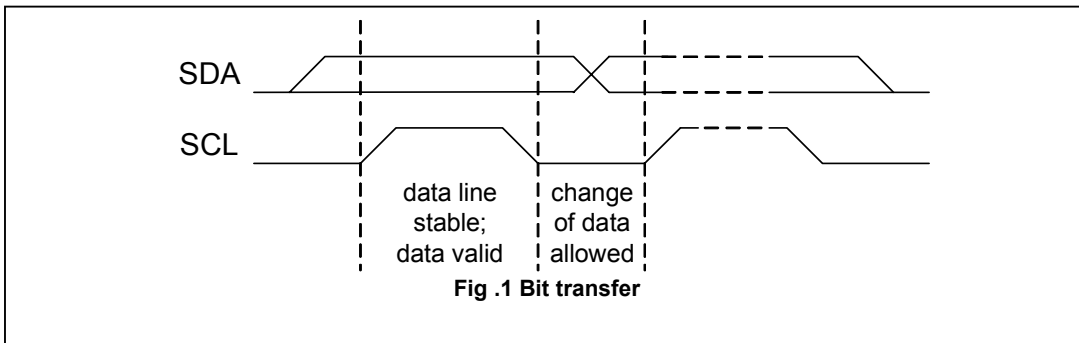 SDA
SCL
data line
stable;
data valid
change
of data
allowed
Fig .1 Bit transfer